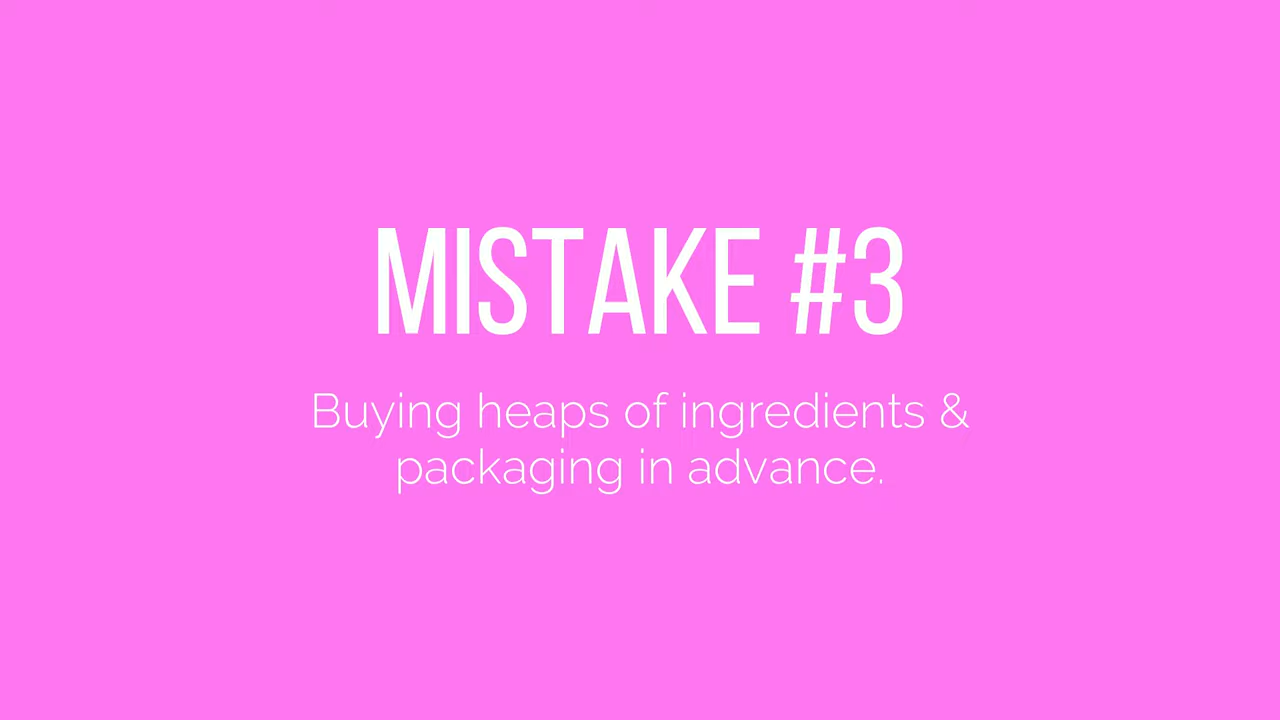 MISTAKE #3
Buying heaps of ingredients &
packaging in advance.